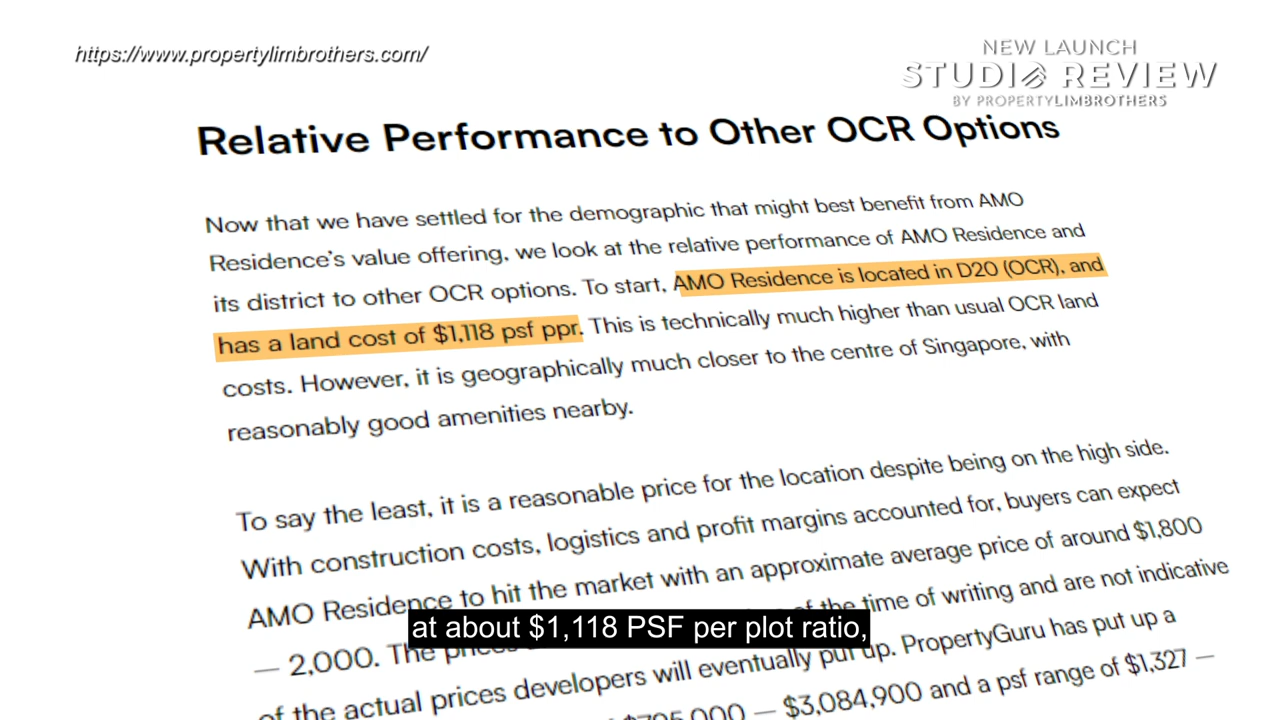 https://www.propertylimbrothers.com/
NEW LAUNCH
STUDIO REVIEW
BY PROPERTYLIMBROTHERS
Relative Performance to Other OCR Options
Now that we have settled for the demographic that might best benefit from AMO
Residence's value offering, we look at the relative performance of AMO Residence and
its district to other OCR options. To start, AMO Residence is located in D20 (OCR), and
has a land cost of $1,118 psf ppr. This is technically much higher than usual OCR land
costs. However, it is geographically much closer to the centre of Singapore, with
reasonably good amenities nearby.
To say the least, it is a reasonable price for the location despite being on the high side.
With construction costs, logistics and profit margins accounted for, buyers can expect
AMO Residence to hit the market with an approximate average price of around $1,800
— 2,000. The prices of the time of writing and are not indicative
of the actual prices developers will eventually put up. PropertyGuru has put up a
— $3,084,900 and a psf range of $1,327 —
at about $1,118 PSF per plot ratio,